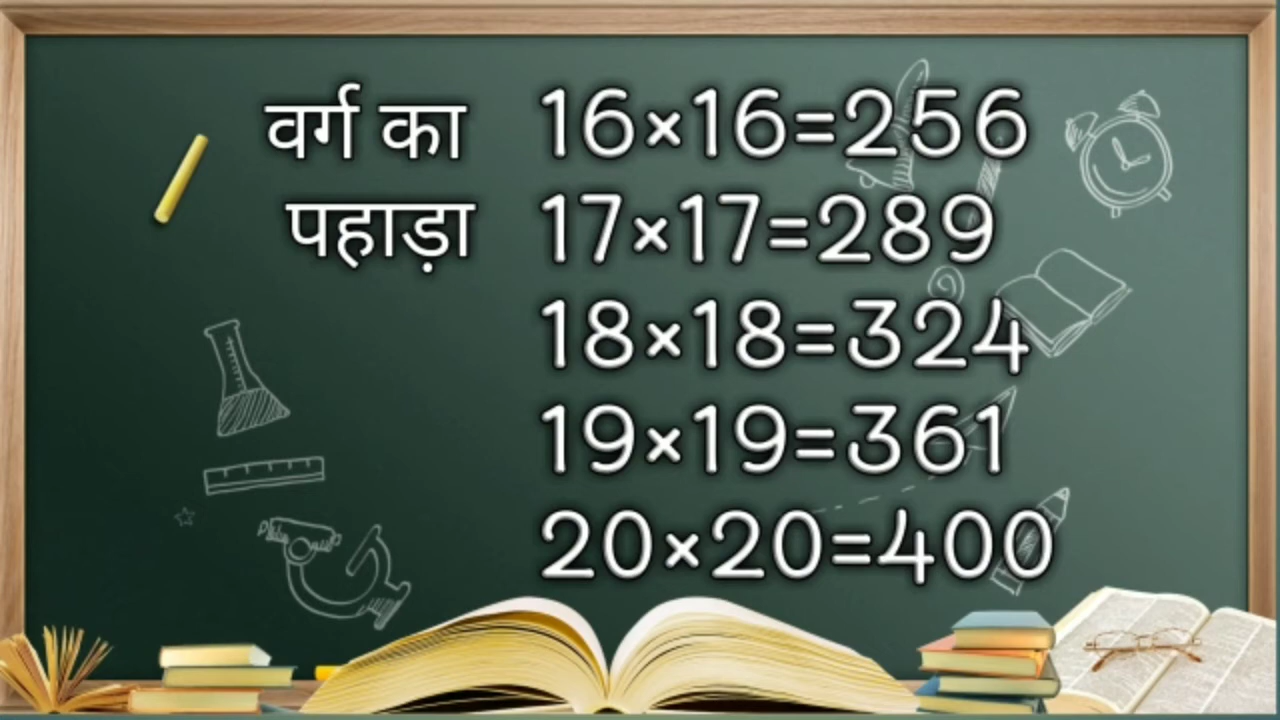 वर्ग का
पहाड़ा
16×16=256
17×17=289
18×18=324
19×19=361
20×20=400